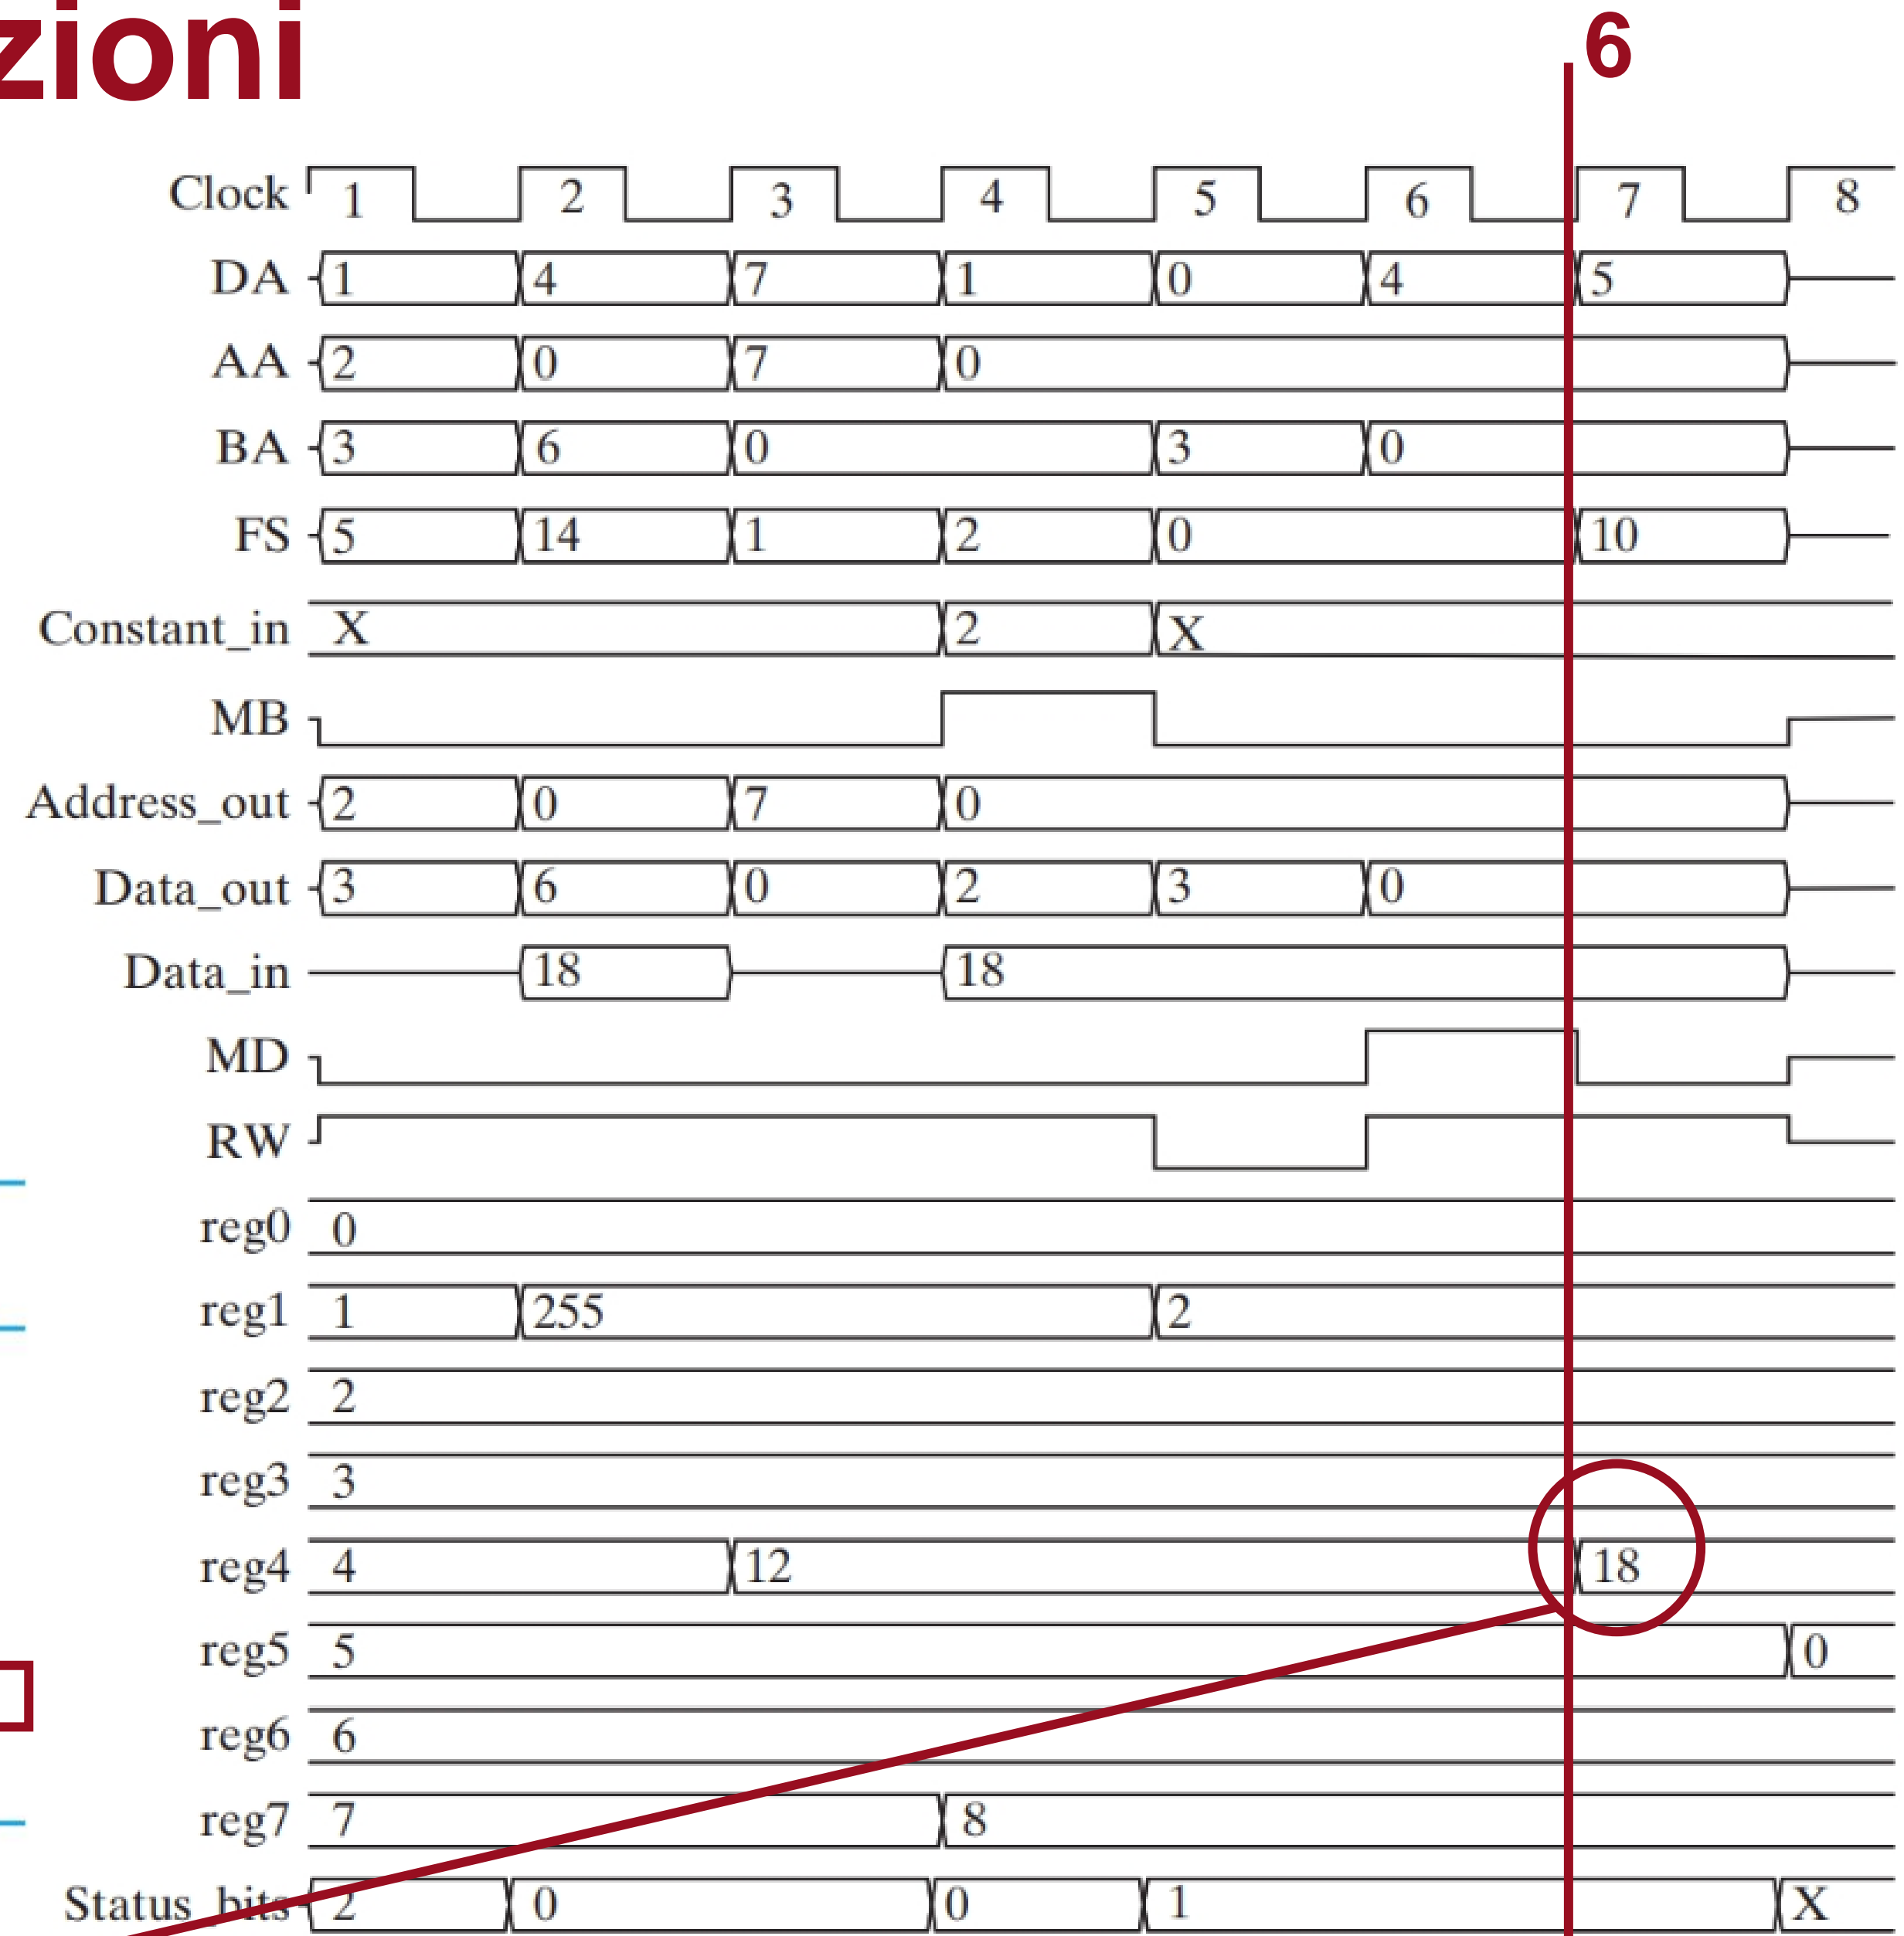 zioni
6
Clock 1 2 3 4 5 6 7 8
DA 1 4 7 1 0 4 5
AA 2 0 7 0
BA 3 6 0 3 0
FS 5 14 1 2 0 10
Constant_in X 2 X
MB
Address_out 2 0 7 0
Data_out 3 6 0 2 3 0
Data_in 18 18
MD
RW
reg0 0
reg1 1 255 2
reg2 2
reg3 3
reg4 4 12 18
reg5 5 0
reg6 6
reg7 7 8
Status_bits 2 0 0 1 X